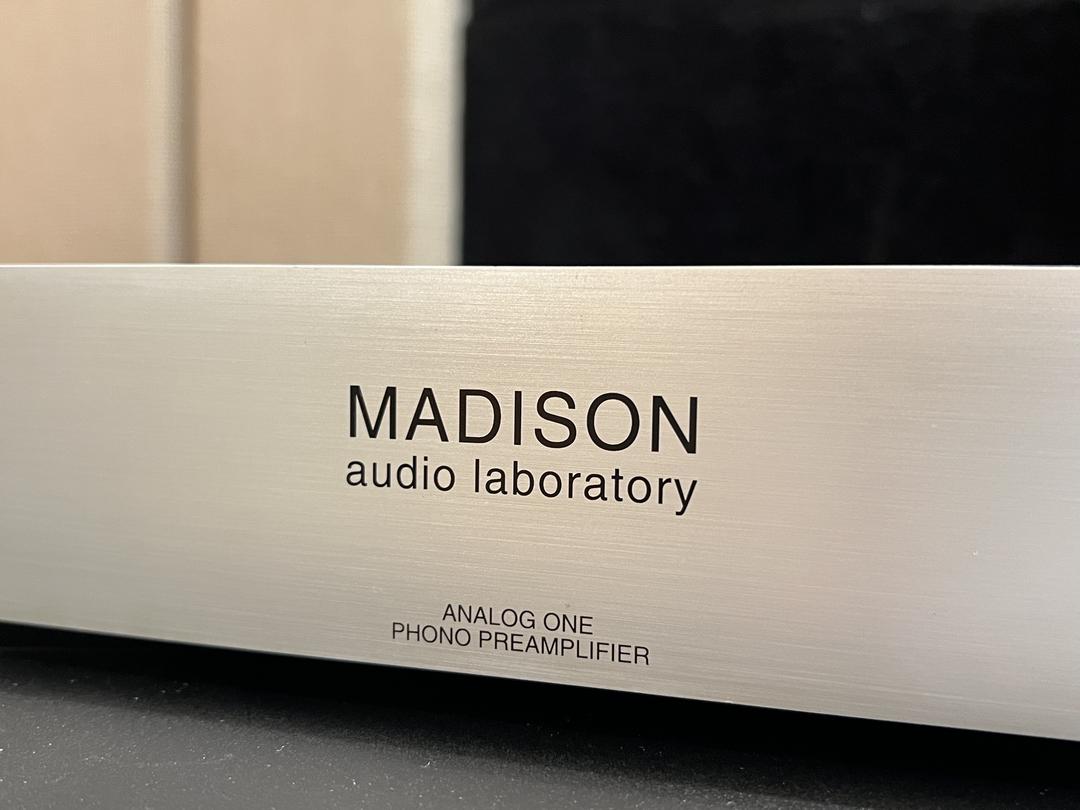 MADISON
audio laboratory
ANALOG ONE
PHONO PREAMPLIFIER